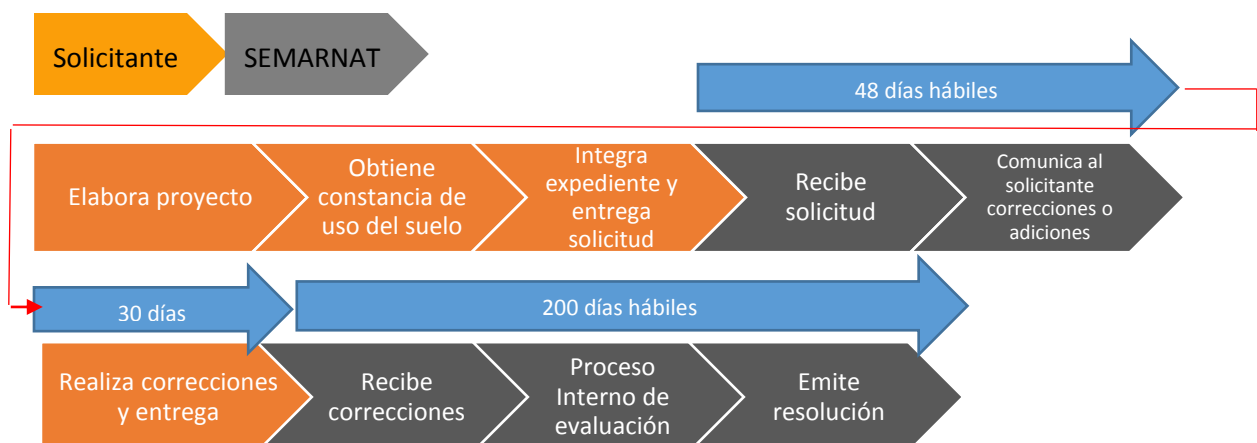 Solicitante
SEMARNAT
48 días hábiles
Elabora proyecto
Obtiene
constancia de
uso del suelo
Integra
expediente y
entrega
solicitud
Recibe
solicitud
Comunica al
solicitante
correcciones o
adiciones
30 días
200 días hábiles
Realiza correcciones
y entrega
Recibe
correcciones
Proceso
Interno de
evaluación
Emite
resolución